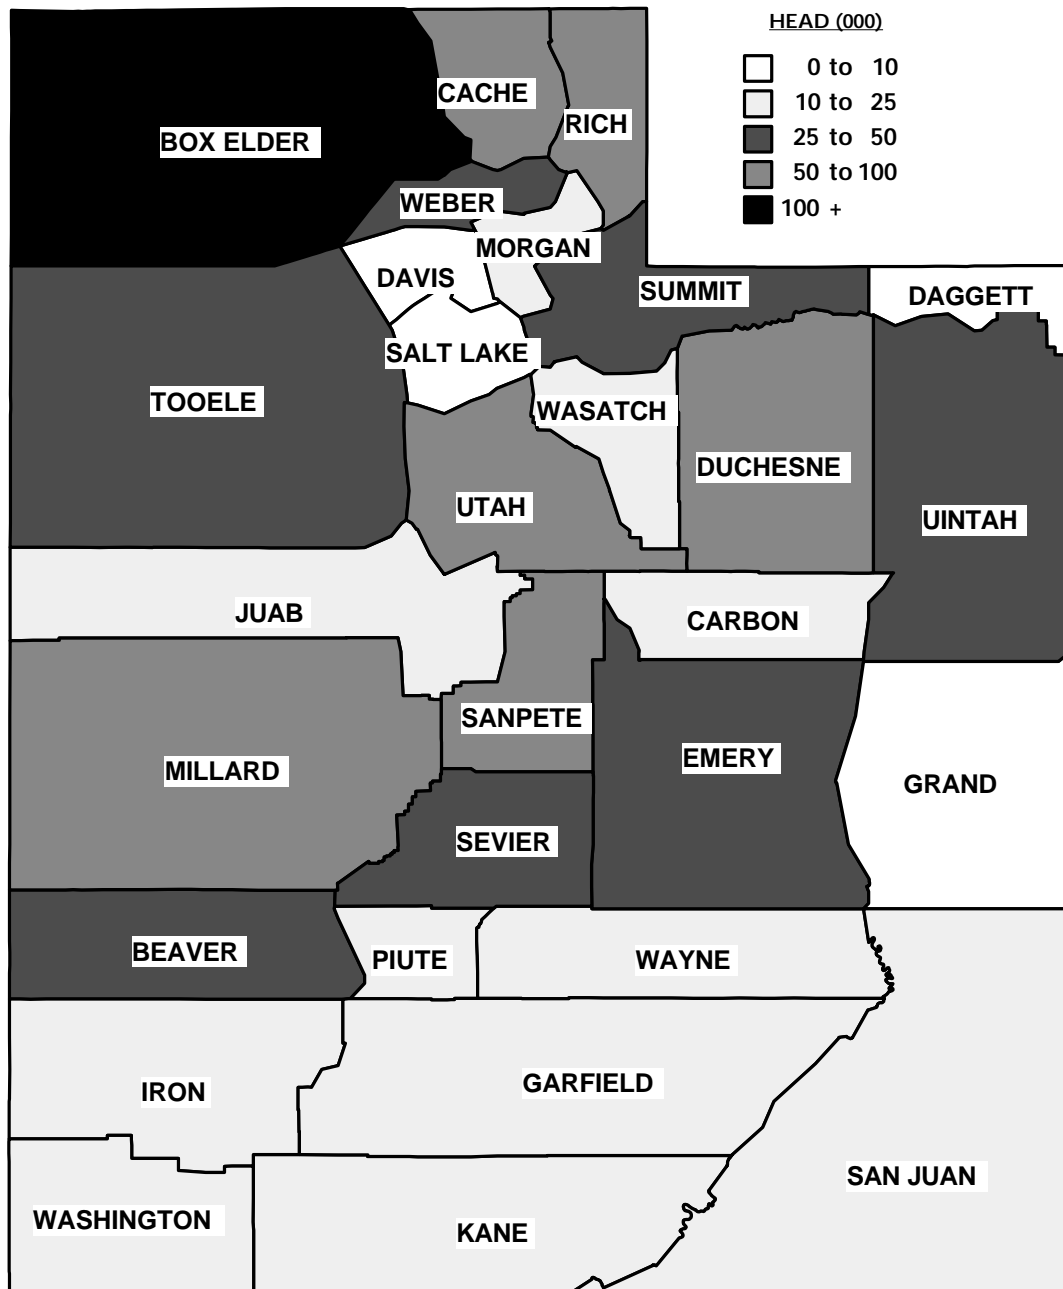 HEAD (000)
0 to 10
10 to 25
25 to 50
50 to 100
100 +
CACHE
RICH
BOX ELDER
WEBER
MORGAN
DAVIS
SUMMIT
DAGGETT
SALT LAKE
TOOELE
WASATCH
DUCHESNE
UTAH
UINTAH
JUAB
CARBON
SANPETE
MILLARD
EMERY
GRAND
SEVIER
BEAVER
PIUTE
WAYNE
IRON
GARFIELD
SAN JUAN
WASHINGTON
KANE